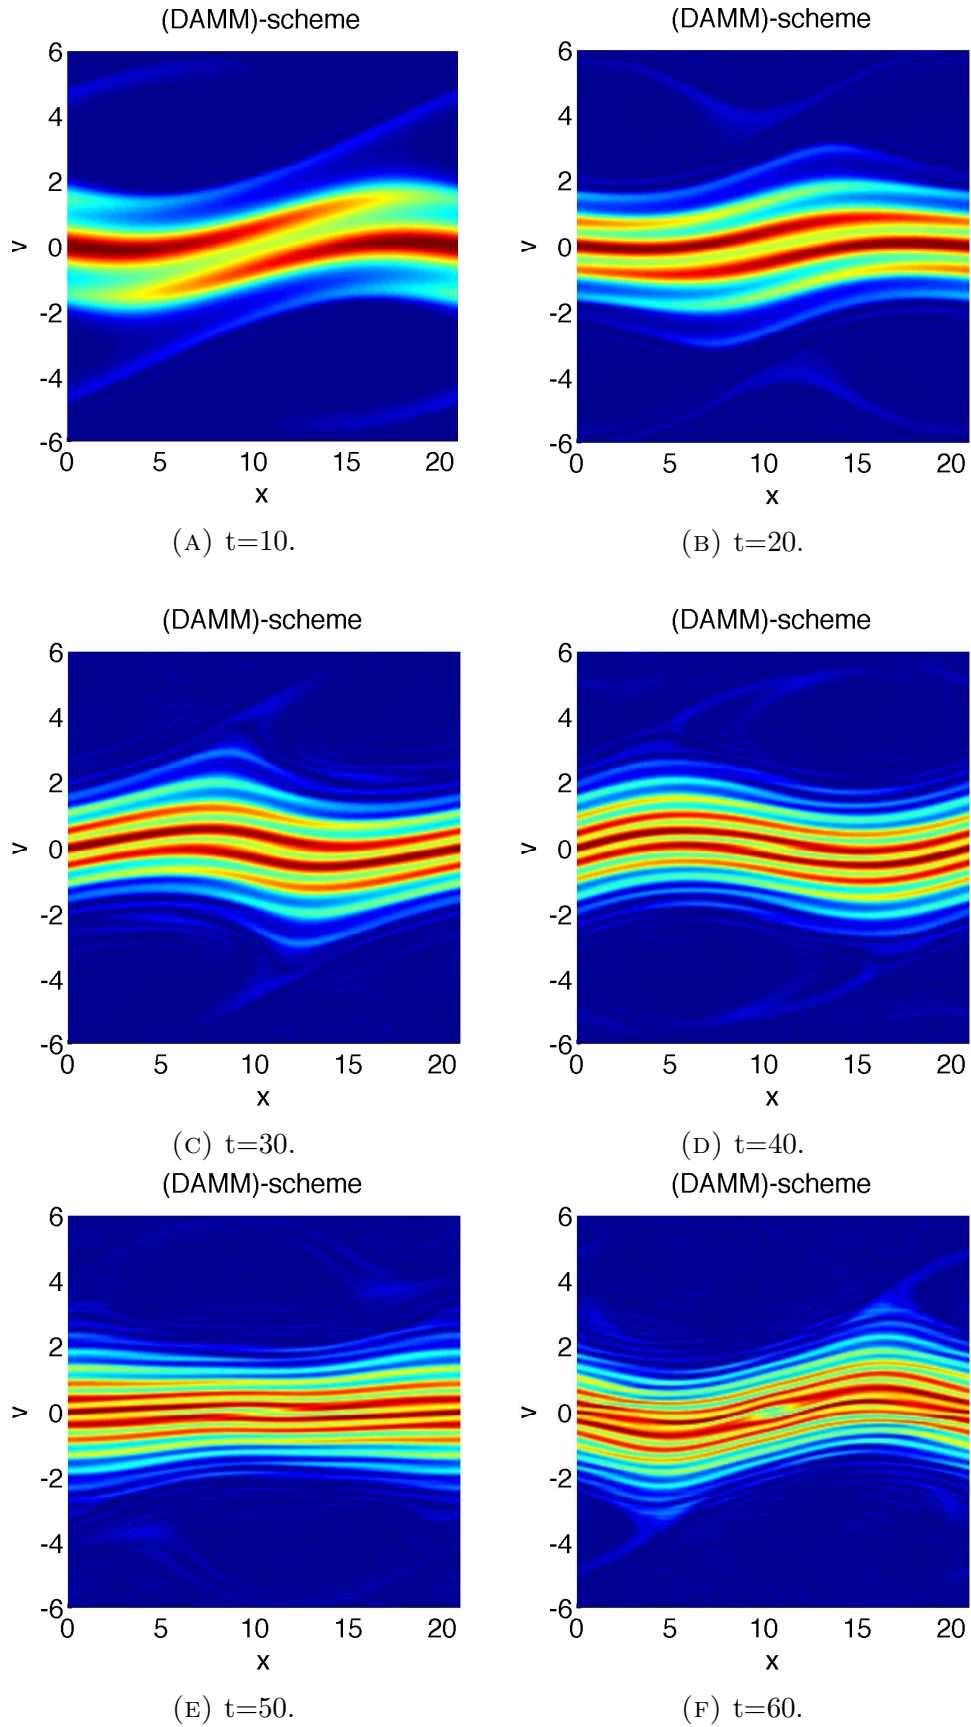 (DAMM)-scheme (DAMM)-scheme
6 6
4 4
2 2
v 0 v 0
-2 -2
-4 -4
-6 -6
0 5 10 15 20 0 5 10 15 20
x x
(A) t=10. (B) t=20.
(DAMM)-scheme (DAMM)-scheme
6 6
4 4
2 2
v 0 v 0
-2 -2
-4 -4
-6 -6
0 5 10 15 20 0 5 10 15 20
x x
(C) t=30. (D) t=40.
(DAMM)-scheme (DAMM)-scheme
6 6
4 4
2 2
v 0 v 0
-2 -2
-4 -4
-6 -6
0 5 10 15 20 0 5 10 15 20
x x
(E) t=50. (F) t=60.